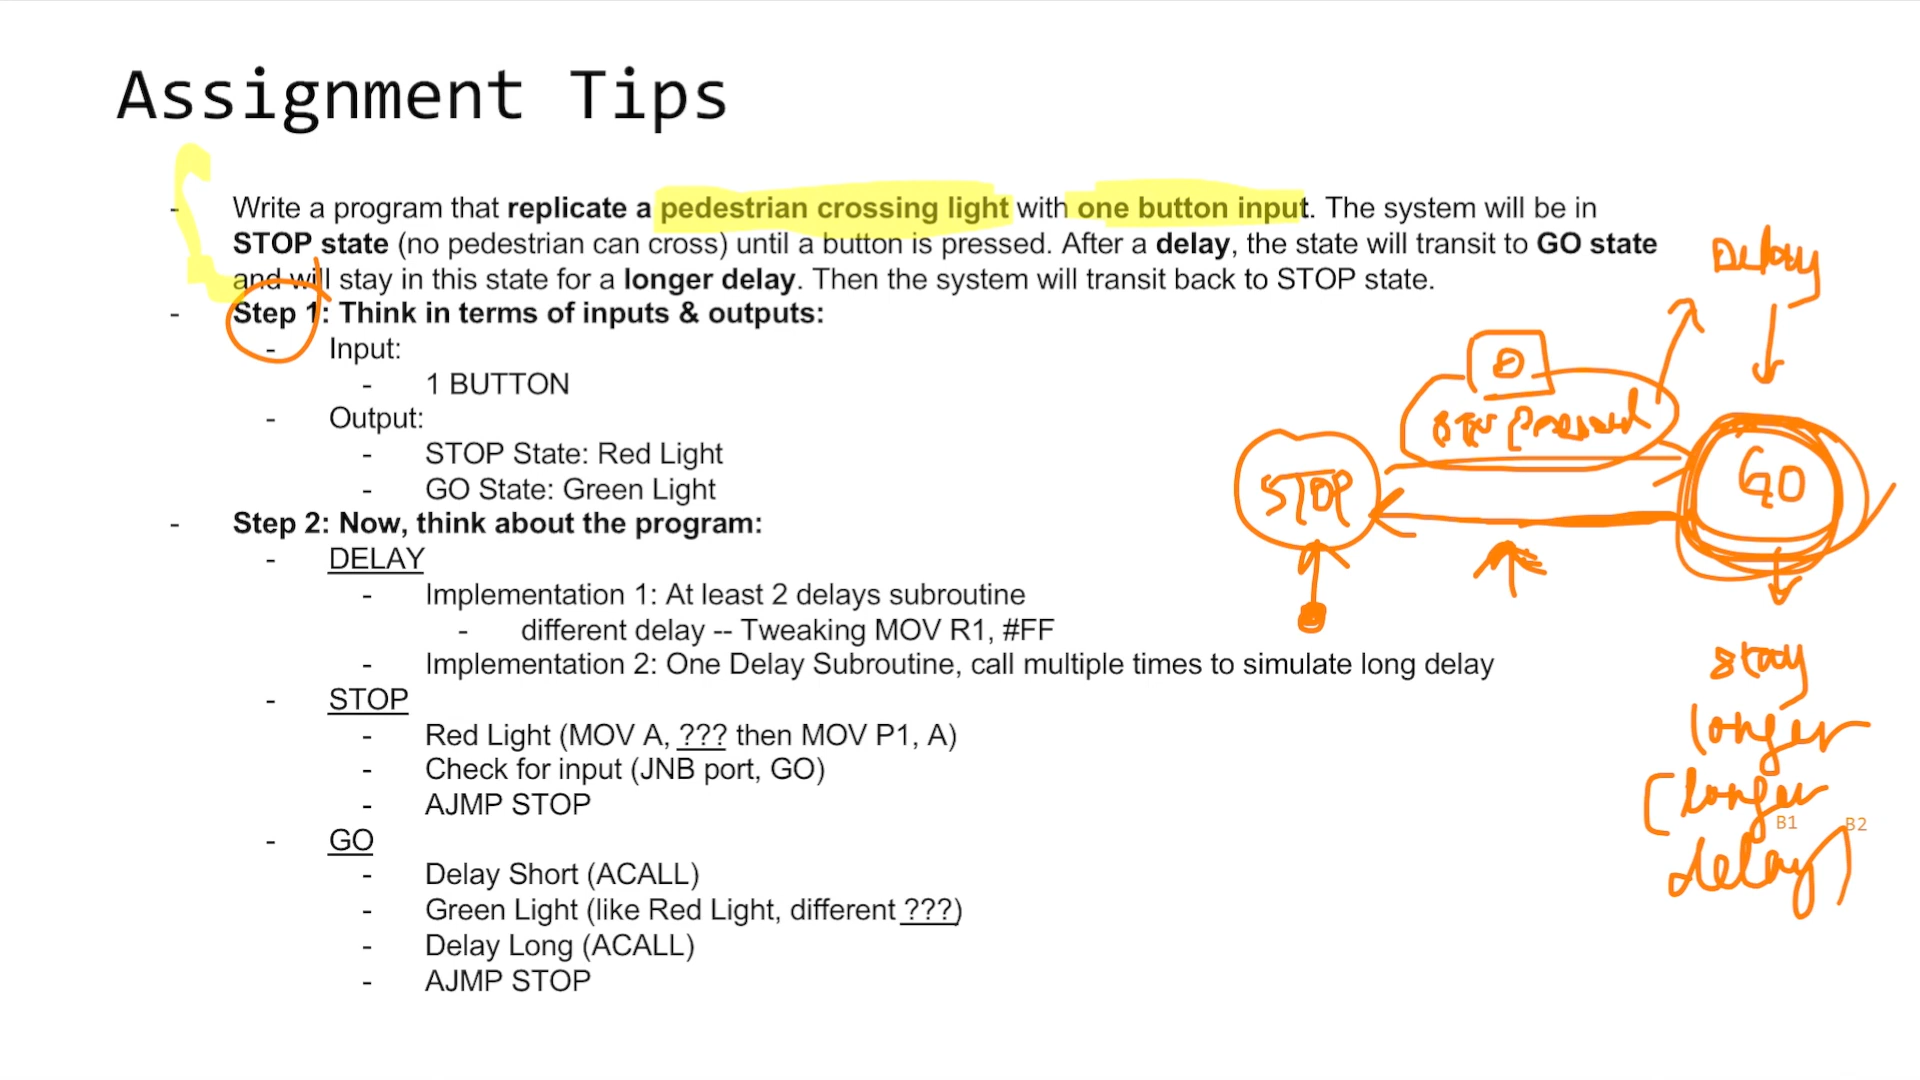 Assignment Tips
- Write a program that replicate a pedestrian crossing light with one button input. The system will be in
STOP state (no pedestrian can cross) until a button is pressed. After a delay, the state will transit to GO state
and will stay in this state for a longer delay. Then the system will transit back to STOP state.
- Step 1: Think in terms of inputs & outputs:
- Input:
- 1 BUTTON
- Output:
- STOP State: Red Light
- GO State: Green Light
- Step 2: Now, think about the program:
- DELAY
- Implementation 1: At least 2 delays subroutine
- different delay -- Tweaking MOV R1, #FF
- Implementation 2: One Delay Subroutine, call multiple times to simulate long delay
- STOP
- Red Light (MOV A, ??? then MOV P1, A)
- Check for input (JNB port, GO)
- AJMP STOP
- GO
- Delay Short (ACALL)
- Green Light (like Red Light, different ???)
- Delay Long (ACALL)
- AJMP STOP
Delay
pressed
STOP
GO
stay
longer
(longer
B1 B2
delay)